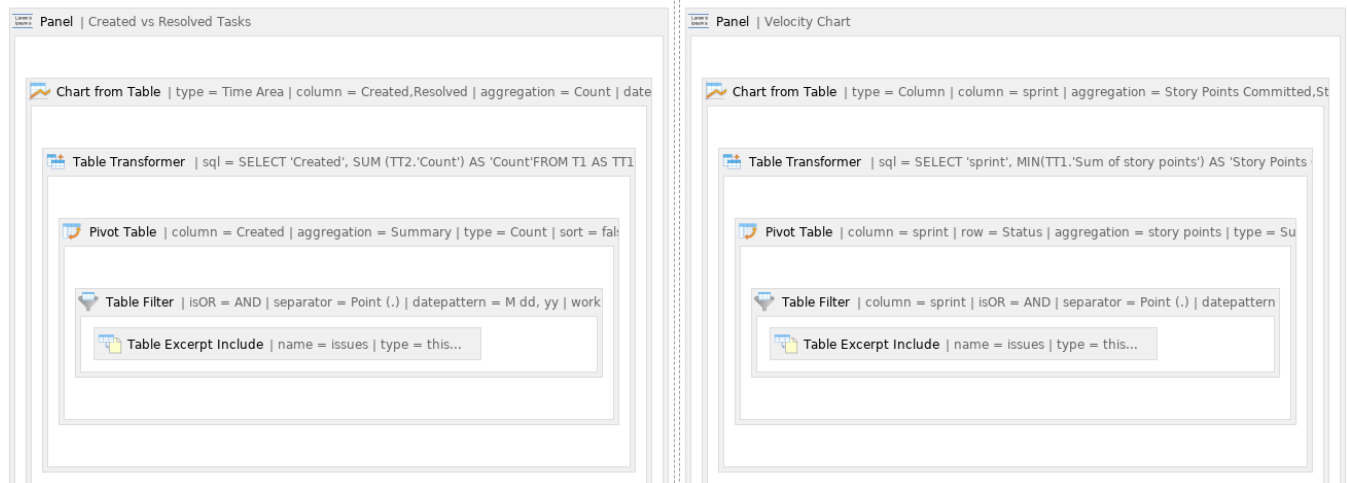 Panel | Created vs Resolved Tasks
Chart from Table | type = Time Area | column = Created,Resolved | aggregation = Count | date
Table Transformer | sql = SELECT 'Created', SUM (TT2.'Count') AS 'Count'FROM T1 AS TT1
Pivot Table | column = Created | aggregation = Summary | type = Count | sort = fals
Table Filter | isOR = AND | separator = Point (.) | datepattern = M dd, yy | work
Table Excerpt Include | name = issues | type = this...
Panel | Velocity Chart
Chart from Table | type = Column | column = sprint | aggregation = Story Points Committed,St
Table Transformer | sql = SELECT 'sprint', MIN(TT1.'Sum of story points') AS 'Story Points
Pivot Table | column = sprint | row = Status | aggregation = story points | type = Su
Table Filter | column = sprint | isOR = AND | separator = Point (.) | datepattern
Table Excerpt Include | name = issues | type = this...